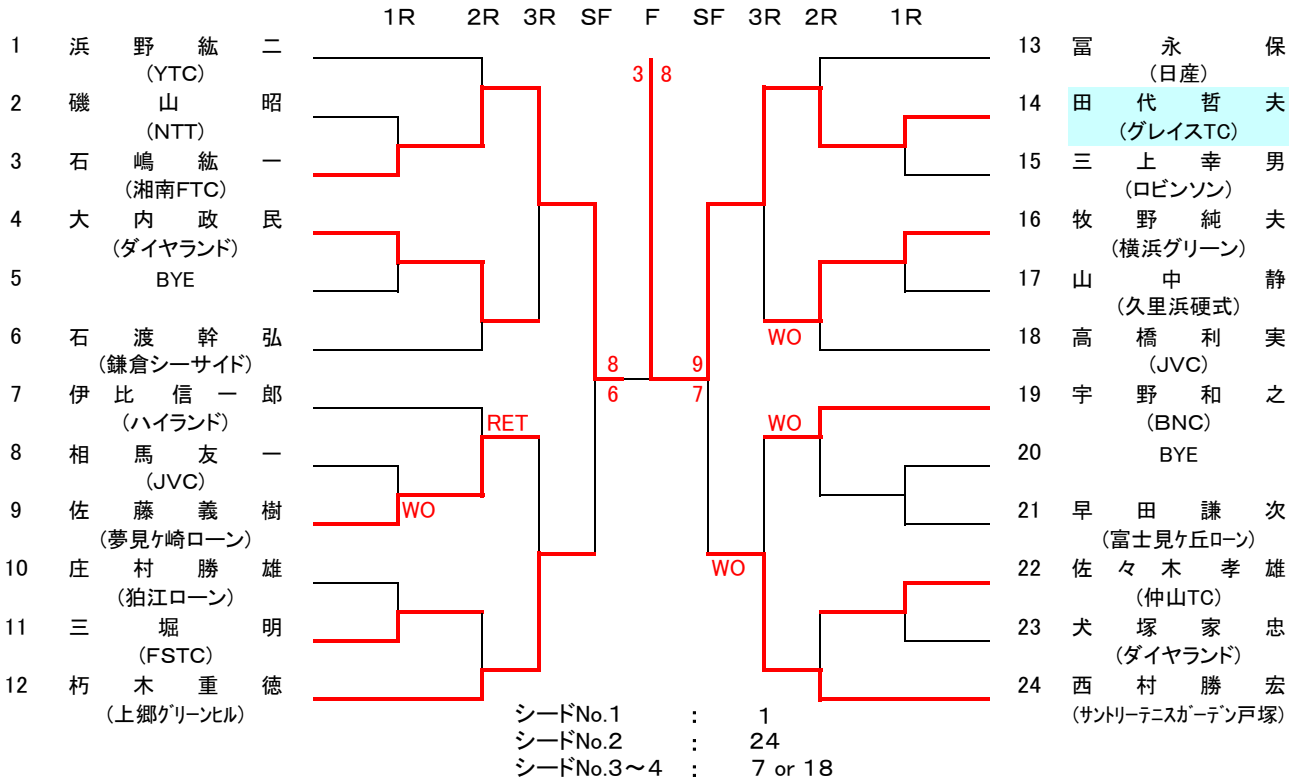 1R 2R 3R SF F SF 3R 2R 1R
1 浜野紘二
(YTC)
2 磯山昭
(NTT)
3 石嶋紘一
(湘南FTC)
4 大内政民
(ダイヤランド)
5 BYE
6 石渡幹弘
(鎌倉シーサイド)
7 伊比信一郎
(ハイランド)
8 相馬友一
(JVC)
9 佐藤義樹
(夢見ケ崎ローン)
10 庄村勝雄
(狛江ローン)
11 三堀明
(FSTC)
12 朽木重徳
(上郷グリーンヒル)
RET
WO
8
6
3 8
9
7
WO
WO
WO
13 冨永保
(日産)
14 田代哲夫
(グレイスTC)
15 三上幸男
(ロビンソン)
16 牧野純夫
(横浜グリーン)
17 山中静
(久里浜硬式)
18 高橋利実
(JVC)
19 宇野和之
(BNC)
20 BYE
21 早田謙次
(富士見ケ丘ローン)
22 佐々木孝雄
(仲山TC)
23 犬塚家忠
(ダイヤランド)
24 西村勝宏
(サントリーテニスガーデン戸塚)
シードNo.1 : 1
シードNo.2 : 24
シードNo.3～4 : 7 or 18